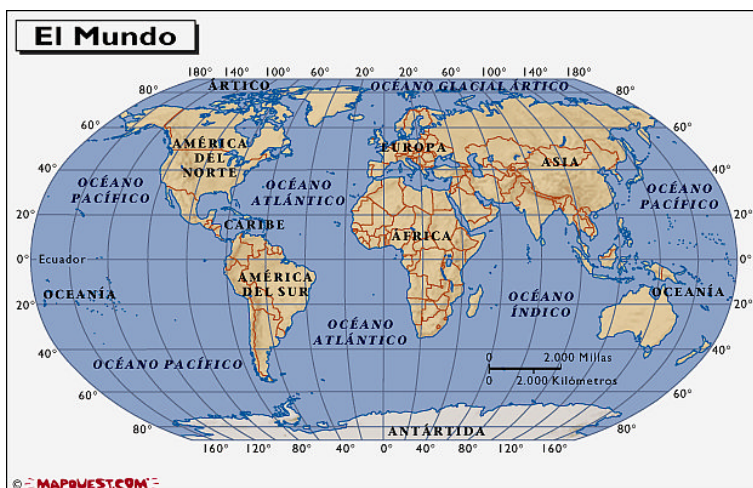 El Mundo
180° 140° 100° 60° 20° 20° 60° 100° 140° 180°
ÁRTICO
OCÉANO GLACIAL ÁRTICO
80° 80°
60° 60°
AMÉRICA
DEL
NORTE
EUROPA
ASIA
40° 40°
OCÉANO
PACÍFICO
OCÉANO
ATLÁNTICO
OCÉANO
PACÍFICO
20° 20°
CARIBE
ÁFRICA
0° Ecuador 0°
AMÉRICA
DEL SUR
OCEANÍA
OCÉANO
ÍNDICO
OCEANÍA
20° 20°
OCÉANO
ATLÁNTICO
40° 40°
OCÉANO PACÍFICO
0 2.000 Millas
0 2.000 Kilómetros
60° 60°
80° 80°
ANTÁRTIDA
160° 120° 80° 40° 0° 40° 80° 120° 160°
© MAPQUEST.COM